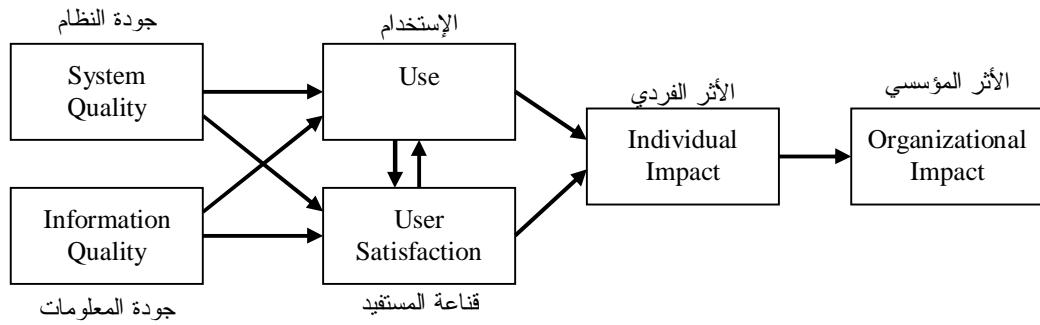 جودة النظام
System
Quality
الإستخدام
Use
الأثر الفردي
Individual
Impact
الأثر المؤسسي
Organizational
Impact
Information
Quality
جودة المعلومات
User
Satisfaction
قناعة المستفيد